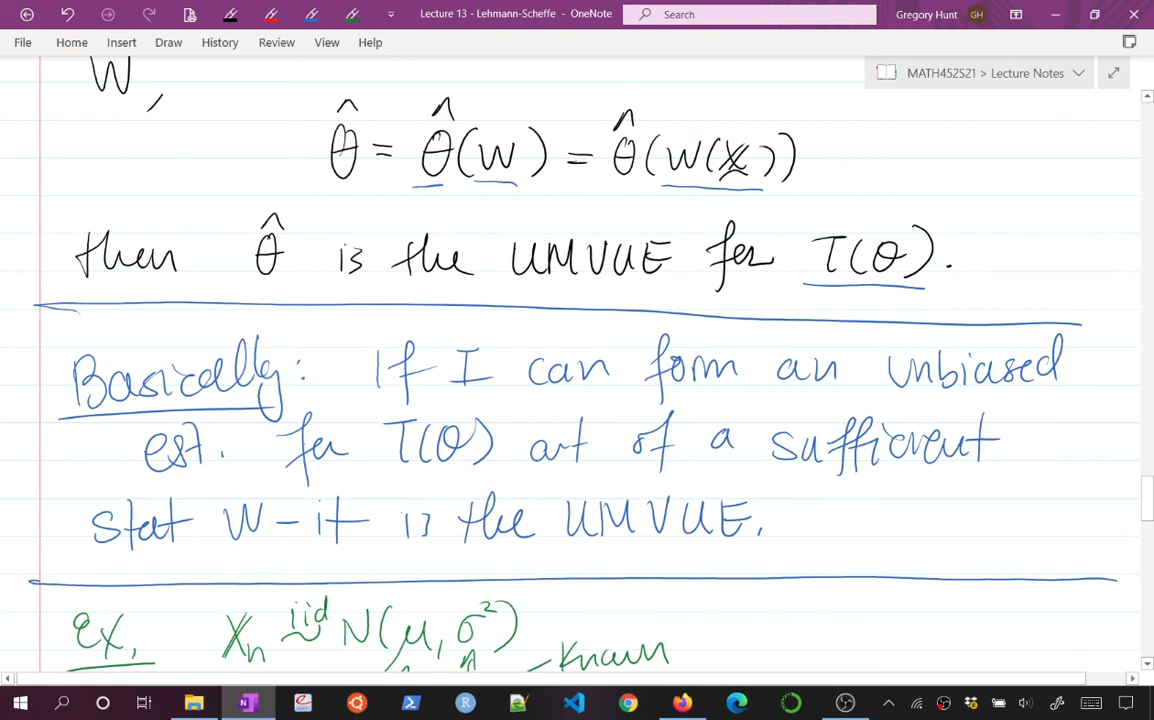 Lecture 13 - Lehmann-Scheffe - OneNote
Search
Gregory Hunt
GH
File Home Insert Draw History Review View Help
MATH452S21 > Lecture Notes
W,
θ̂ = θ̂(W) = θ̂(W(X))
then θ̂ is the UMVUE for T(θ).
Basically: If I can form an unbiased
est. for T(θ) out of a sufficient
stat W - it is the UMVUE.
ex, Xn iid~ N(μ, σ²)
- known